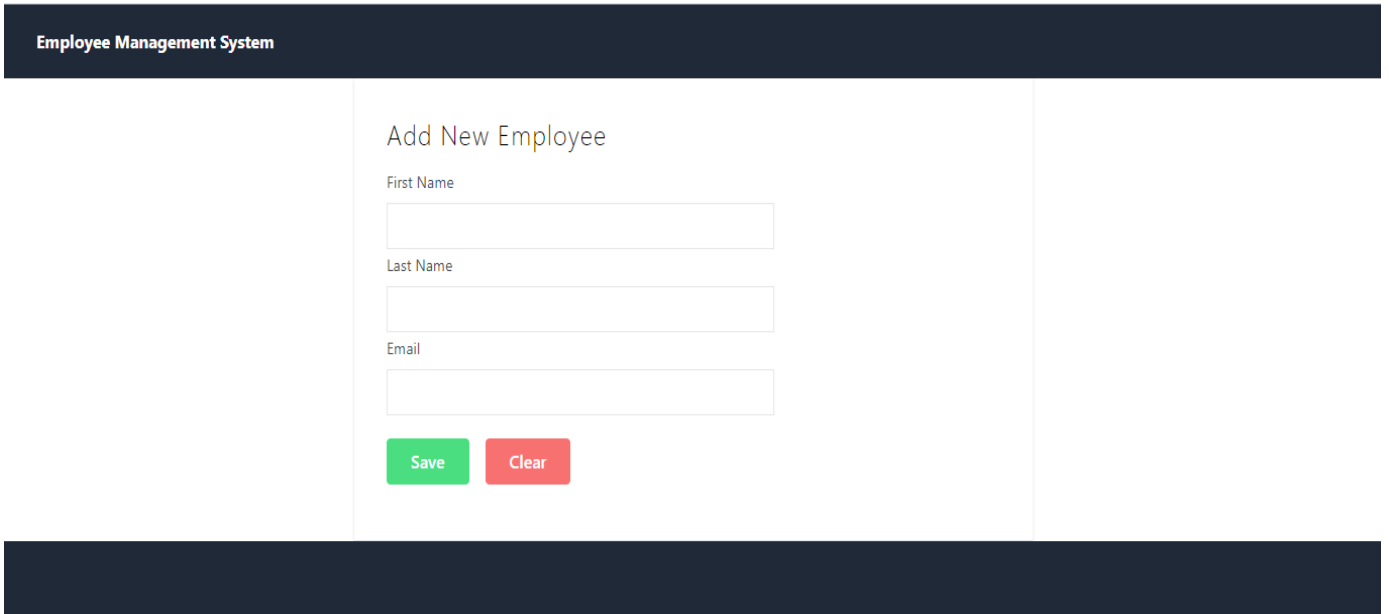 Employee Management System
Add New Employee
First Name
Last Name
Email
Save Clear